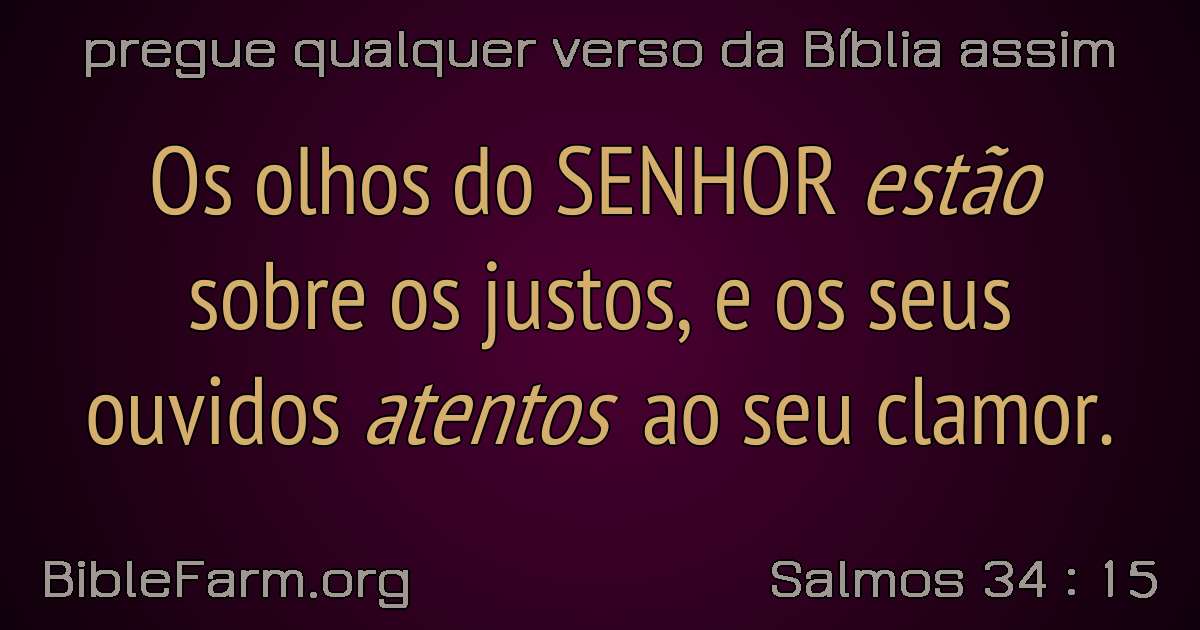 pregue qualquer verso da Bíblia assim
Os olhos do SENHOR estão
sobre os justos, e os seus
ouvidos atentos ao seu clamor.
BibleFarm.org
Salmos 34 : 15